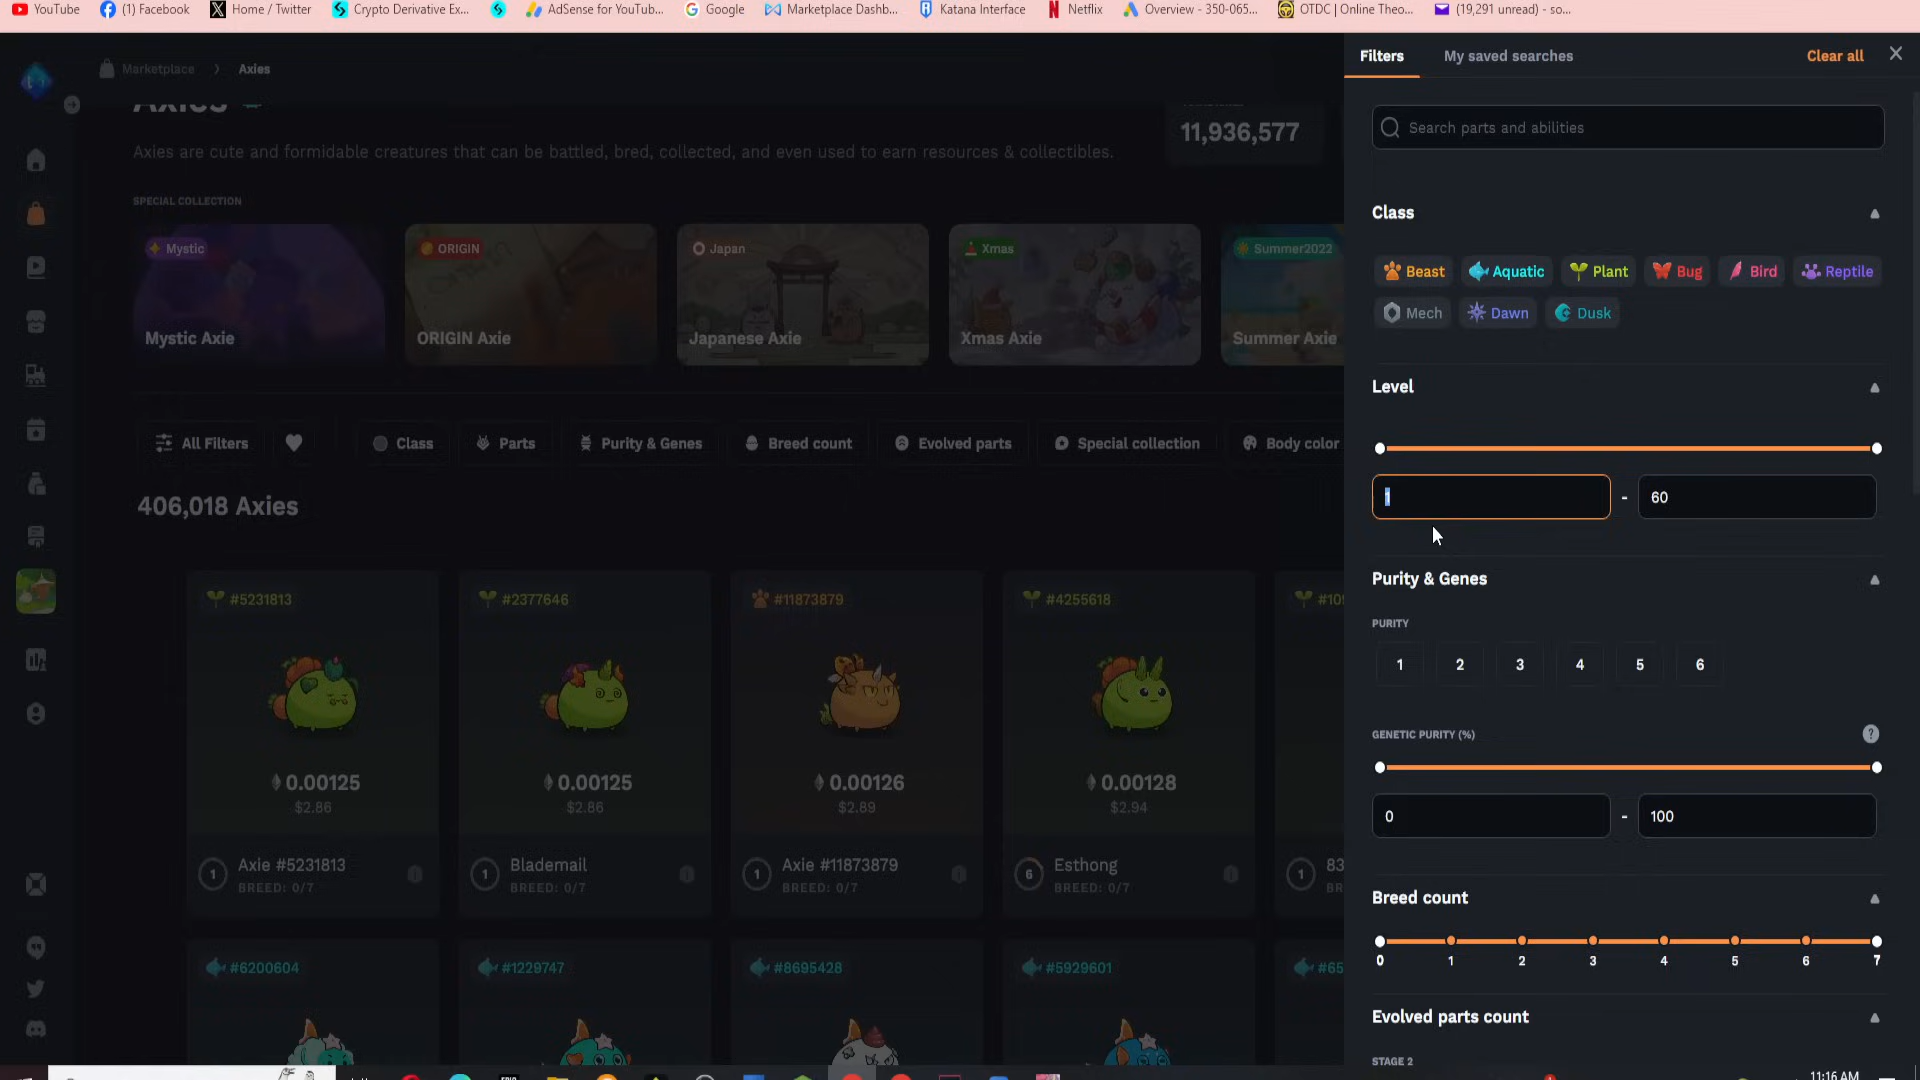 YouTube (1) Facebook Home / Twitter Crypto Derivative Ex... AdSense for YouTub... Google Marketplace Dashb... Katana Interface Netflix Overview - 350-065... OTDC | Online Theo... (19,291 unread) - so...
Marketplace > Axies
Axies
11,936,577
Axies are cute and formidable creatures that can be battled, bred, collected, and even used to earn resources & collectibles.
SPECIAL COLLECTION
Mystic ORIGIN Japan Xmas Summer2022
Mystic Axie ORIGIN Axie Japanese Axie Xmas Axie Summer Axie
All Filters Class Parts Purity & Genes Breed count Evolved parts Special collection Body color
406,018 Axies
#5231813 #2377646 #11873879 #4255618
0.00125 0.00125 0.00126 0.00128
$2.86 $2.86 $2.89 $2.94
1 Axie #5231813 1 Blademail 1 Axie #11873879 6 Esthong 1
BREED: 0/7 BREED: 0/7 BREED: 0/7 BREED: 0/7 BR
#6200604 #1229747 #8695428 #5929601
Filters My saved searches Clear all
Search parts and abilities
Class
Beast Aquatic Plant Bug Bird Reptile
Mech Dawn Dusk
Level
1 - 60
Purity & Genes
PURITY
1 2 3 4 5 6
GENETIC PURITY (%) ?
0 - 100
Breed count
0 1 2 3 4 5 6 7
Evolved parts count
STAGE 2
11:16 AM